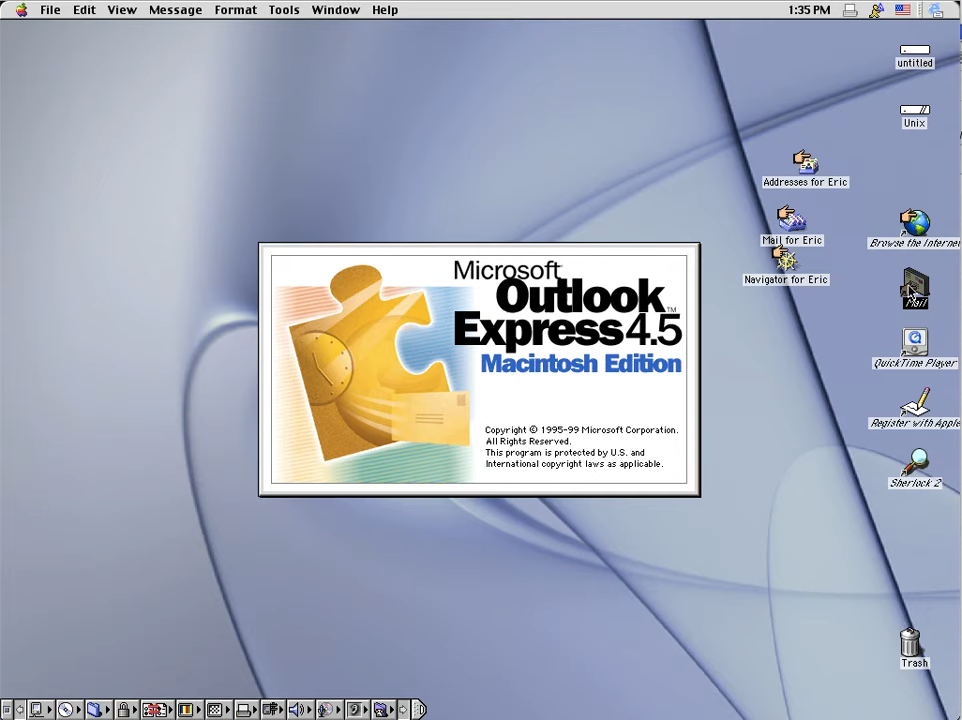 File Edit View Message Format Tools Window Help 1:35 PM
untitled
Unix
Addresses for Eric
Mail for Eric
Browse the Internet
Navigator for Eric
Mail
Microsoft
Outlook™
Express 4.5
Macintosh Edition
QuickTime Player
Register with Apple
Copyright © 1995-99 Microsoft Corporation.
All Rights Reserved.
This program is protected by U.S. and
International copyright laws as applicable.
Sherlock 2
Trash